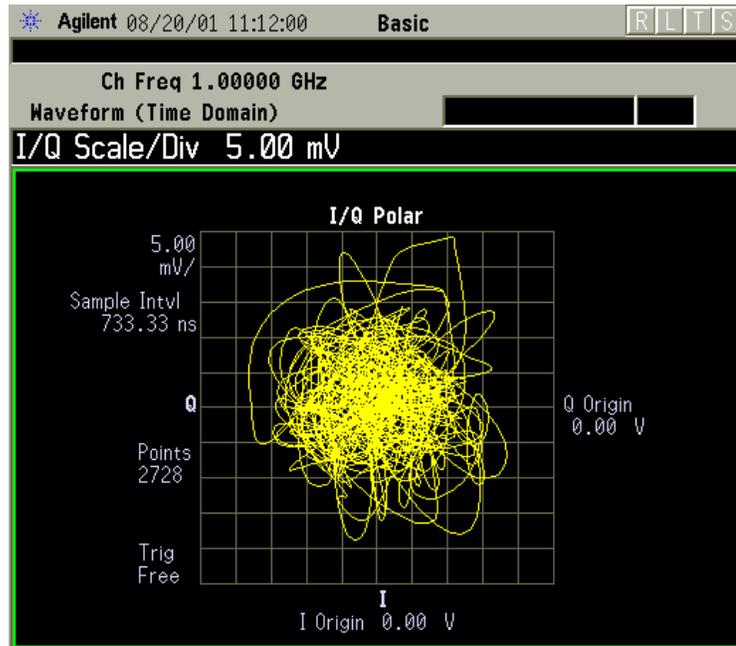 Agilent 08/20/01 11:12:00 Basic R L T S
Ch Freq 1.00000 GHz
Waveform (Time Domain)
I/Q Scale/Div 5.00 mV
I/Q Polar
5.00
mV/
Sample Intvl
733.33 ns
Q
Q Origin
0.00 V
Points
2728
Trig
Free
I
I Origin 0.00 V